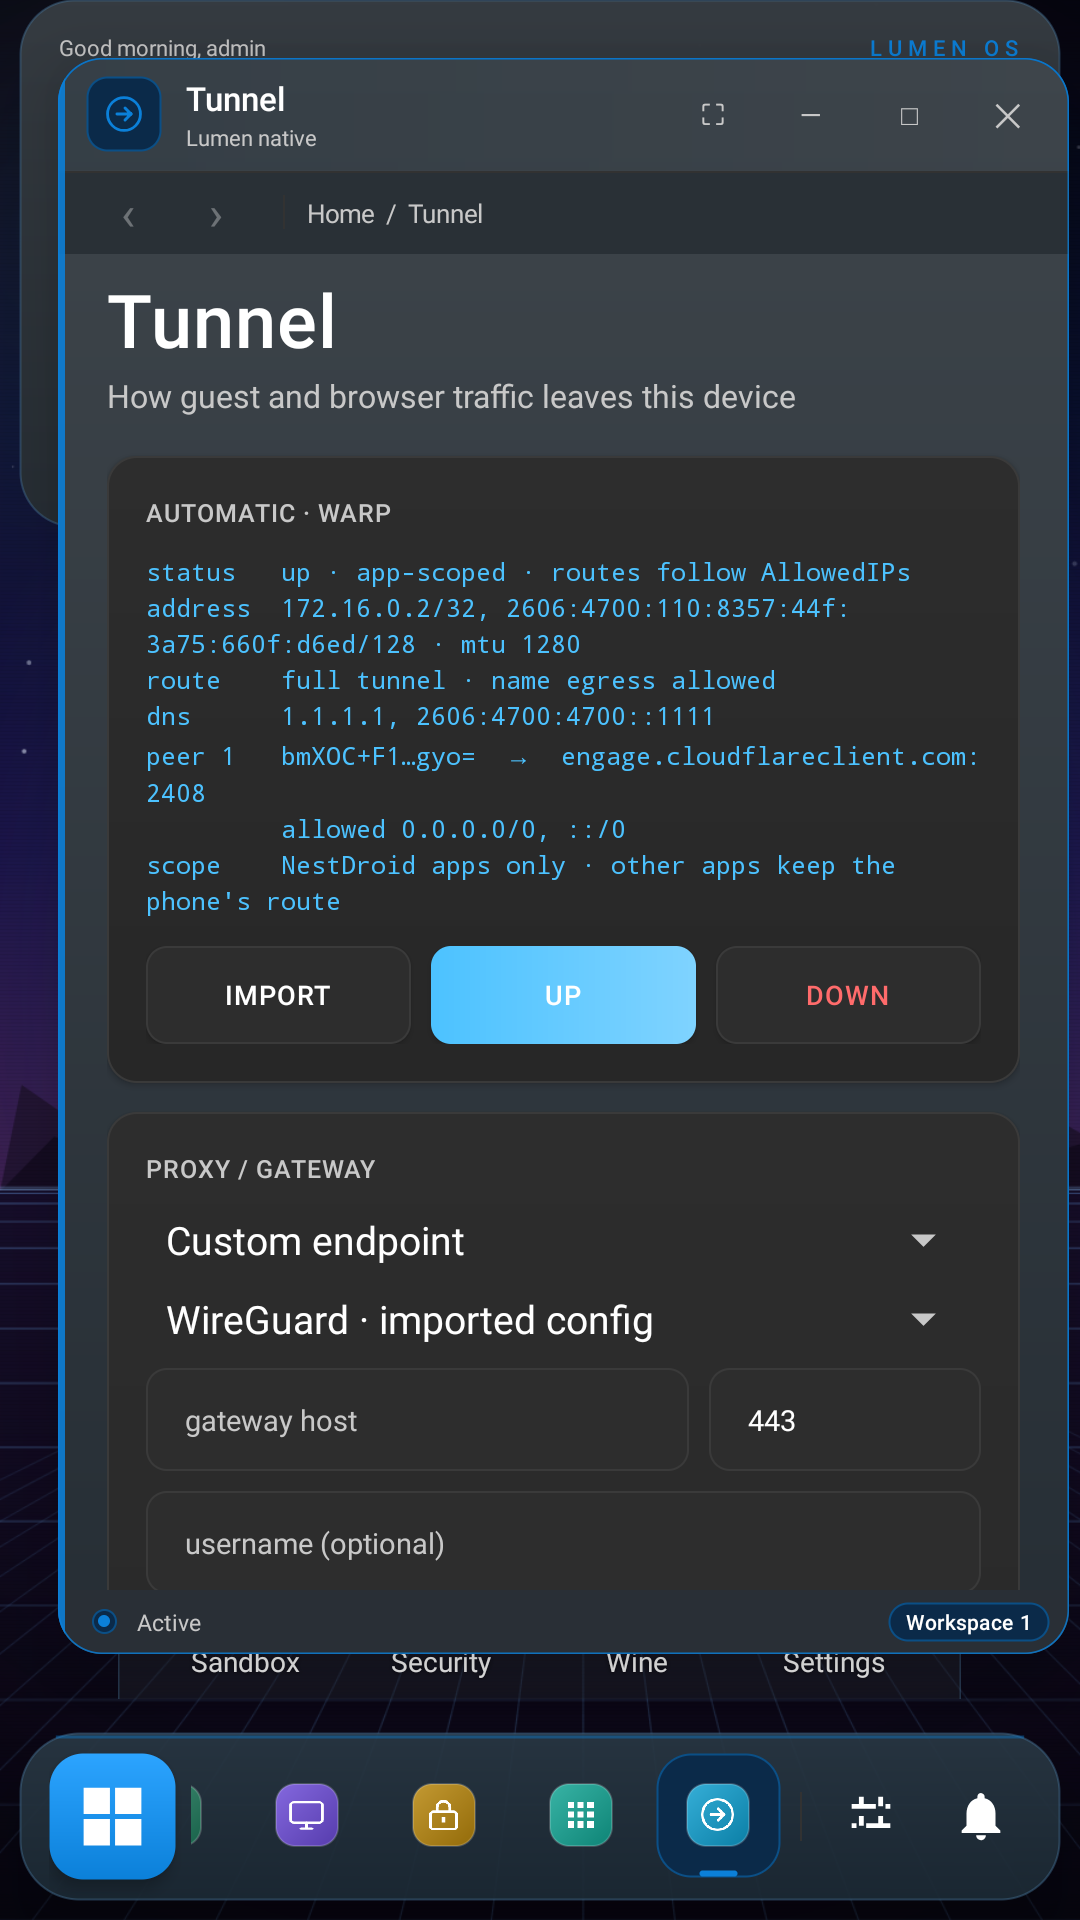 Good morning, admin
LUMEN OS
Tunnel
Lumen native
Home / Tunnel
Tunnel
How guest and browser traffic leaves this device
AUTOMATIC · WARP
status up · app-scoped · routes follow AllowedIPs
address 172.16.0.2/32, 2606:4700:110:8357:44f:
3a75:660f:d6ed/128 · mtu 1280
route full tunnel · name egress allowed
dns 1.1.1.1, 2606:4700:4700::1111
peer 1 bmXOC+F1…gyo= → engage.cloudflareclient.com:
2408
allowed 0.0.0.0/0, ::/0
scope NestDroid apps only · other apps keep the
phone's route
IMPORT
UP
DOWN
PROXY / GATEWAY
Custom endpoint
WireGuard · imported config
gateway host
443
username (optional)
Active
Workspace 1
Sandbox
Security
Wine
Settings